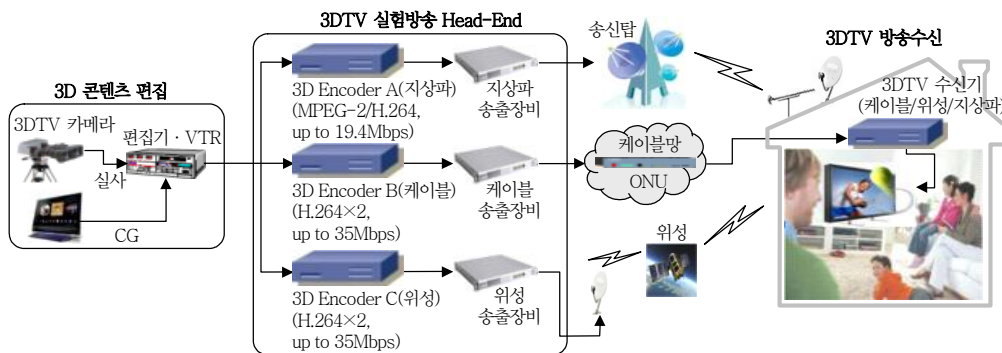 3D 콘텐츠 편집
3DTV 카메라
편집기 · VTR
실사
CG
3DTV 실험방송 Head-End
3D Encoder A(지상파)
(MPEG-2/H.264,
up to 19.4Mbps)
지상파
송출장비
3D Encoder B(케이블)
(H.264×2,
up to 35Mbps)
케이블
송출장비
3D Encoder C(위성)
(H.264×2,
up to 35Mbps)
위성
송출장비
송신탑
케이블망
ONU
위성
3DTV 방송수신
3DTV 수신기
(케이블/위성/지상파)